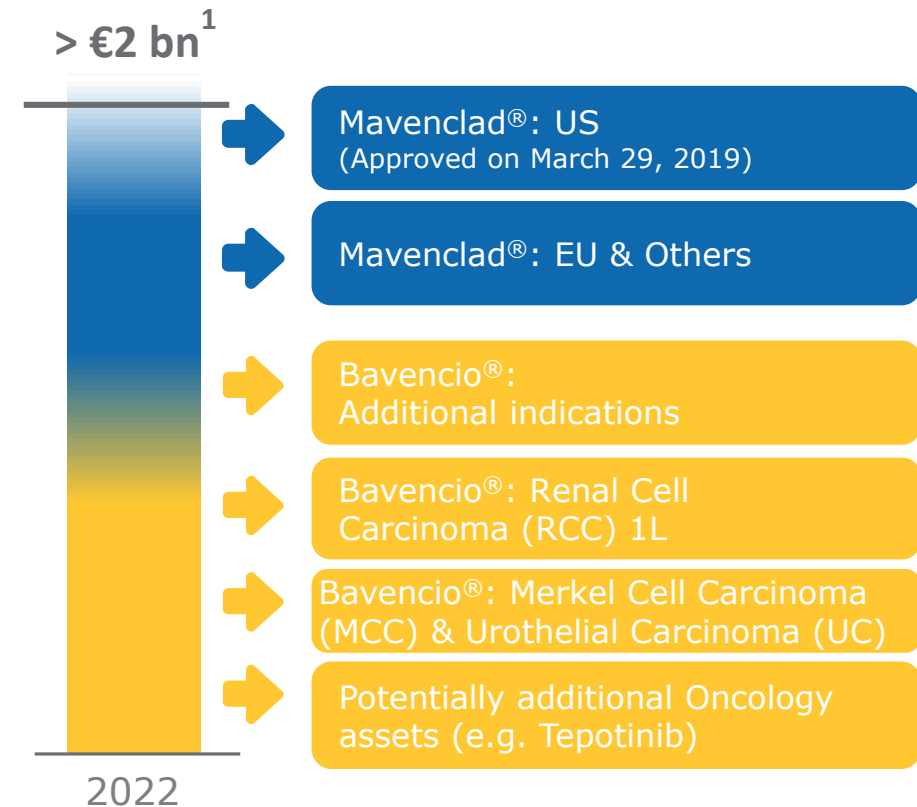 > €2 bn1
Mavenclad®: US
(Approved on March 29, 2019)
Mavenclad®: EU & Others
Bavencio®:
Additional indications
Bavencio®: Renal Cell
Carcinoma (RCC) 1L
Bavencio®: Merkel Cell Carcinoma
(MCC) & Urothelial Carcinoma (UC)
Potentially additional Oncology
assets (e.g. Tepotinib)
2022